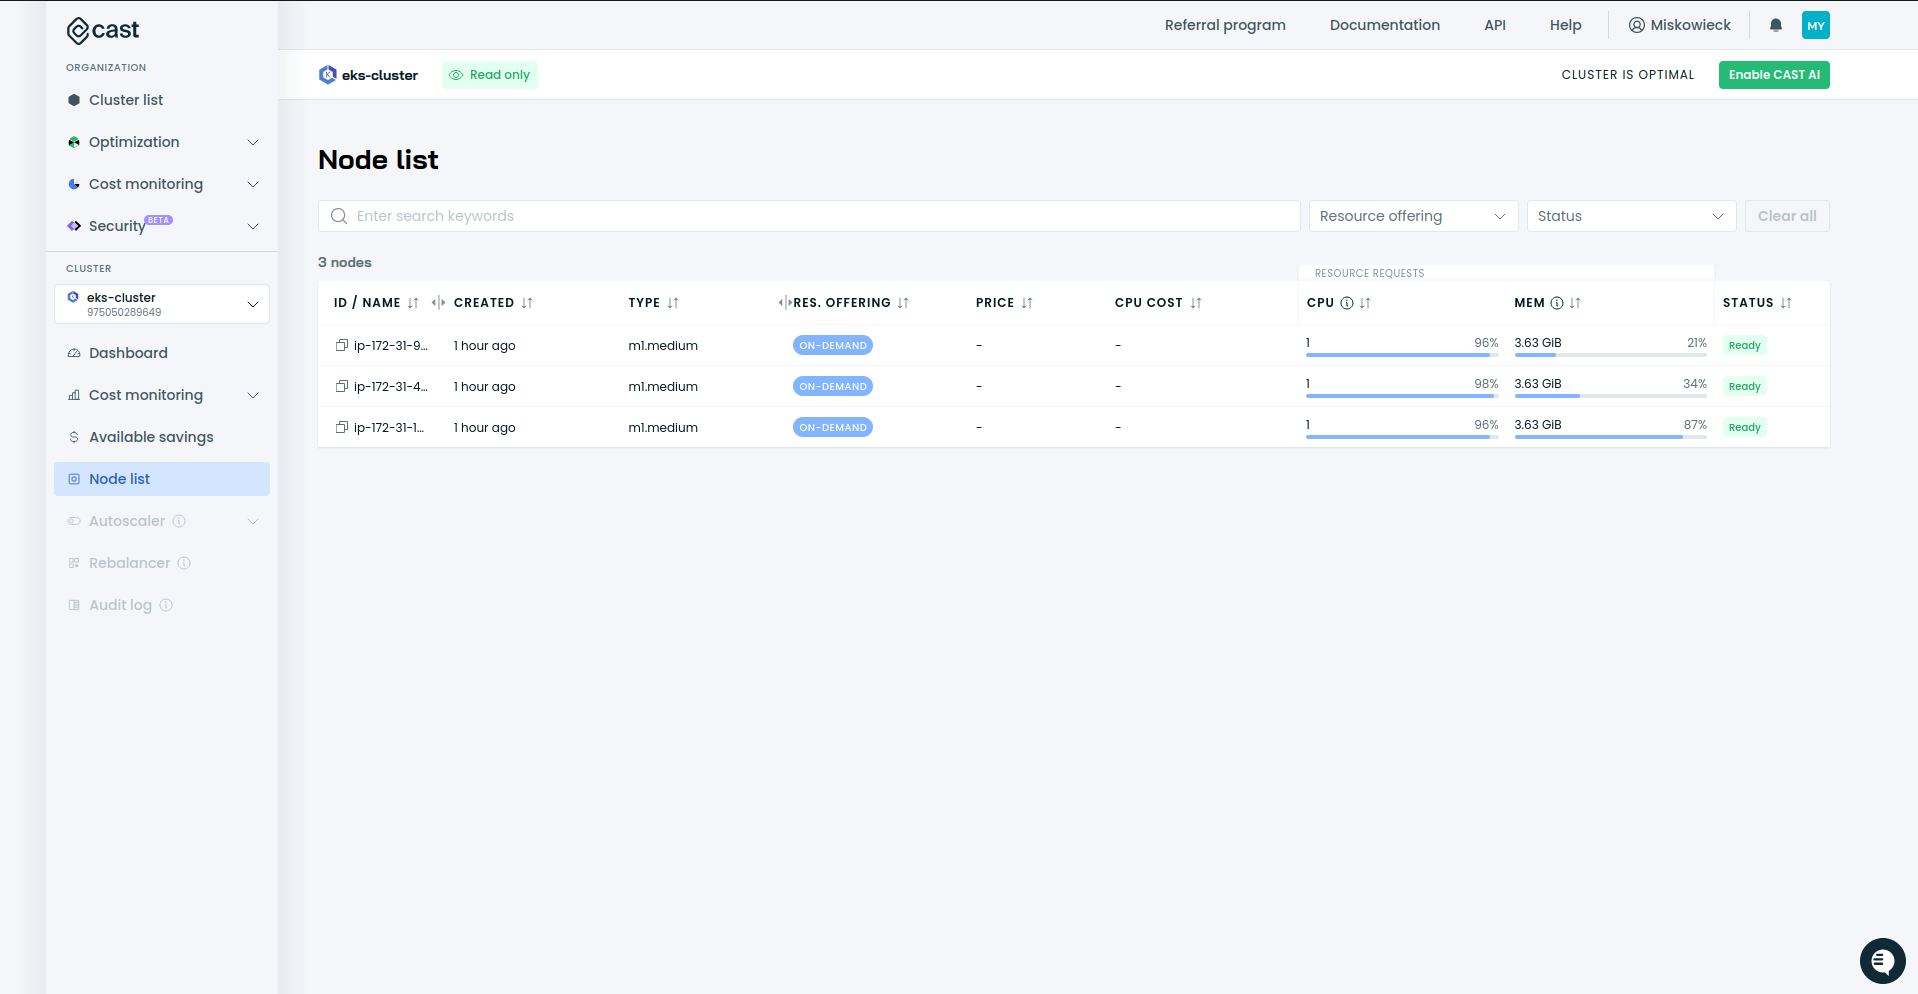 cast
Referral program Documentation API Help Miskowieck MY
ORGANIZATION
Cluster list
Optimization
Cost monitoring
Security BETA
CLUSTER
eks-cluster
975050289649
Dashboard
Cost monitoring
Available savings
Node list
Autoscaler
Rebalancer
Audit log
eks-cluster Read only CLUSTER IS OPTIMAL Enable CAST AI
Node list
Enter search keywords Resource offering Status Clear all
3 nodes
RESOURCE REQUESTS
ID / NAME CREATED TYPE RES. OFFERING PRICE CPU COST CPU MEM STATUS
ip-172-31-9... 1 hour ago m1.medium ON-DEMAND - - 1 96% 3.63 GiB 21% Ready
ip-172-31-4... 1 hour ago m1.medium ON-DEMAND - - 1 98% 3.63 GiB 34% Ready
ip-172-31-1... 1 hour ago m1.medium ON-DEMAND - - 1 96% 3.63 GiB 87% Ready